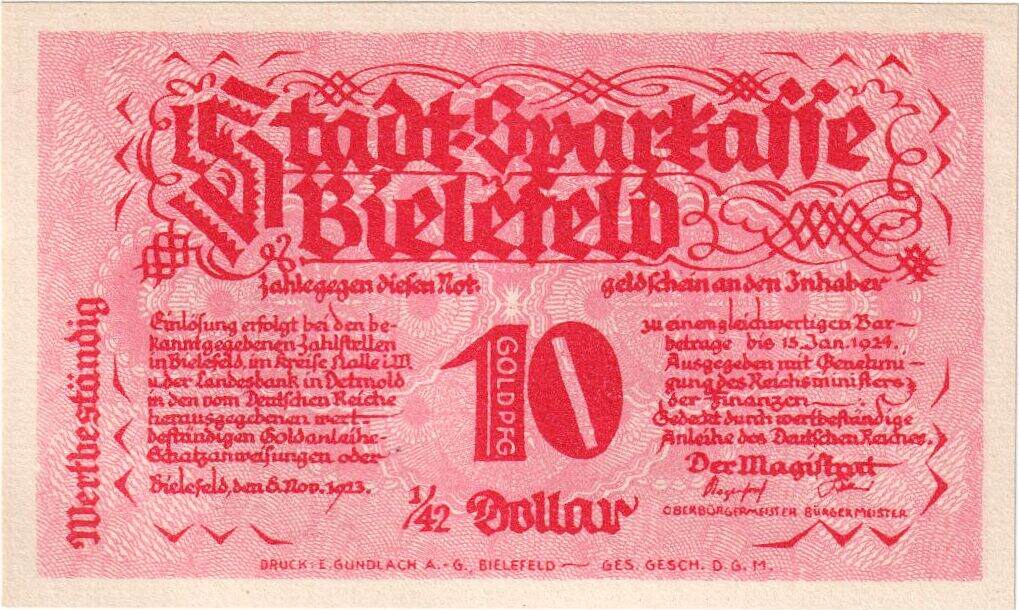 Stadt-Sparkasse
Bielefeld
zahle gegen diesen Not-
geldschein an den Inhaber
Wertbeständig
Einlösung erfolgt bei den be-
kanntgegebenen Zahlstellen
in Bielefeld, im Kreise Halle i.W.
u. der Landesbank in Detmold
in den vom Deutschen Reiche
herausgegebenen wert-
beständigen Goldanleihe-
Schatzanweisungen oder
Bielefeld, den 8. Nov. 1923.
10
GOLDPFG
1/42 Dollar
zu einem gleichwertigen Bar-
betrage bis 15. Jan. 1924.
Ausgegeben mit Genehmi-
gung des Reichsministers
der Finanzen
Gedeckt durch wertbeständige
Anleihe des Deutschen Reiches.
Der Magistrat
OBERBÜRGERMEISTER BÜRGERMEISTER
DRUCK: E. GUNDLACH A.-G., BIELEFELD — GES. GESCH. D. G. M.